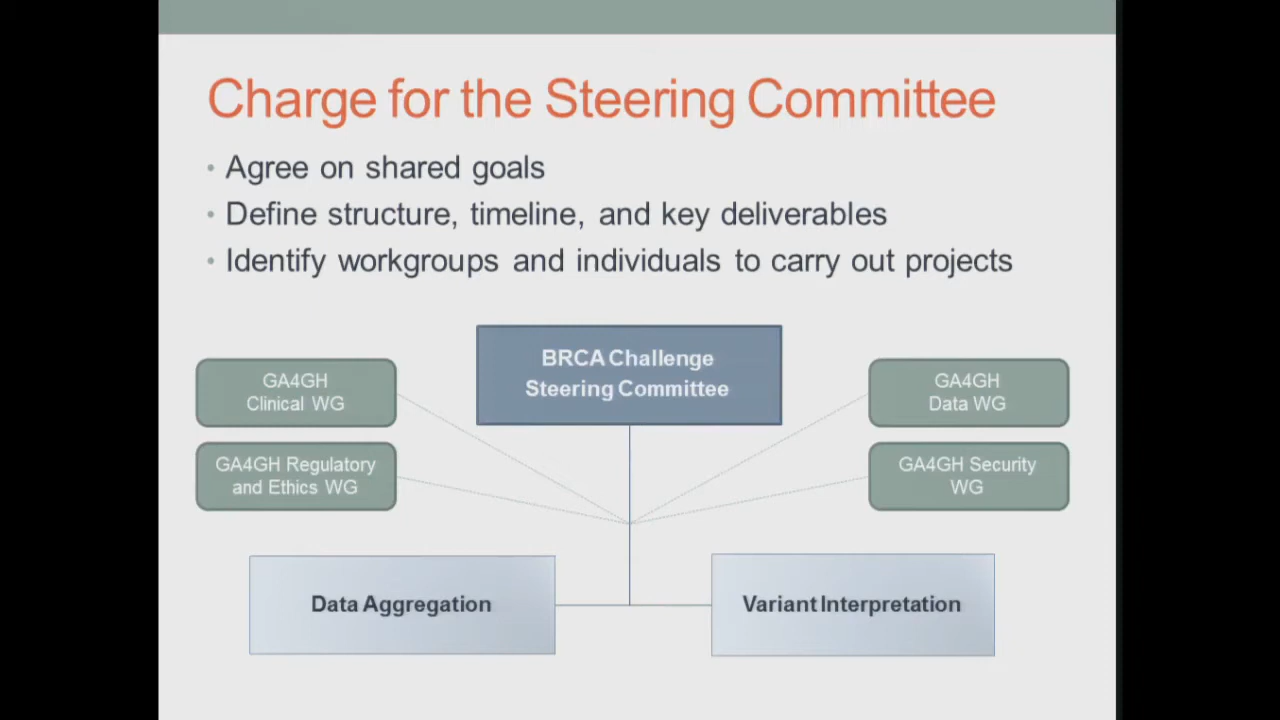 Charge for the Steering Committee
• Agree on shared goals
• Define structure, timeline, and key deliverables
• Identify workgroups and individuals to carry out projects
BRCA Challenge
Steering Committee
GA4GH
Clinical WG
GA4GH
Data WG
GA4GH Regulatory
and Ethics WG
GA4GH Security
WG
Data Aggregation
Variant Interpretation